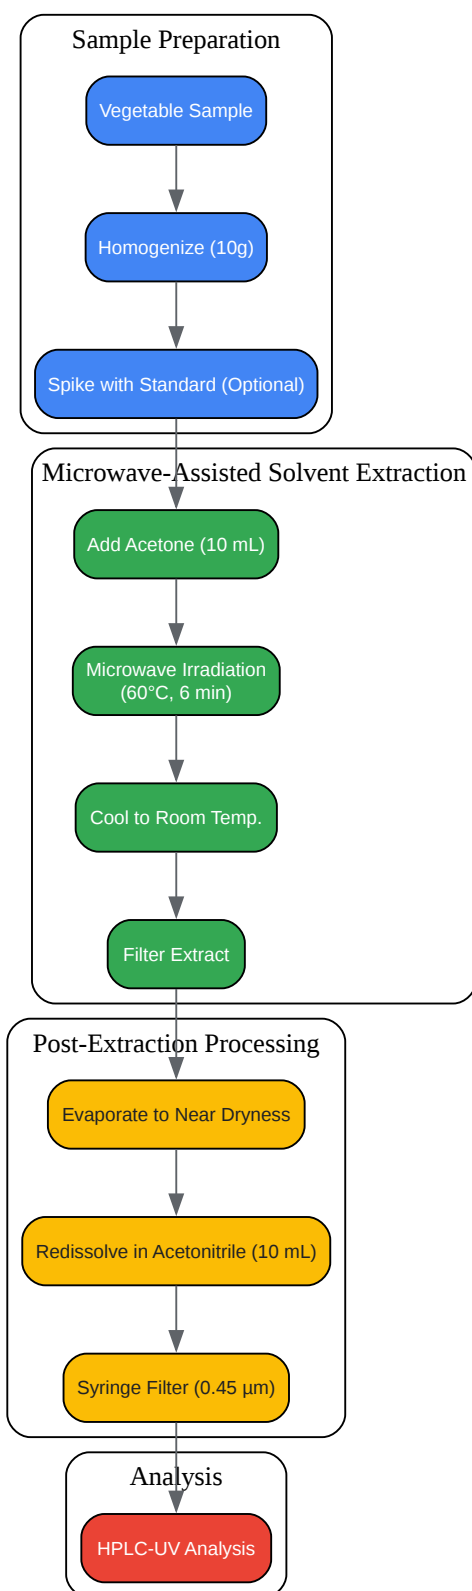 Sample Preparation
Vegetable Sample
Homogenize (10g)
Spike with Standard (Optional)
Microwave-Assisted Solvent Extraction
Add Acetone (10 mL)
Microwave Irradiation
(60°C, 6 min)
Cool to Room Temp.
Filter Extract
Post-Extraction Processing
Evaporate to Near Dryness
Redissolve in Acetonitrile (10 mL)
Syringe Filter (0.45 µm)
Analysis
HPLC-UV Analysis